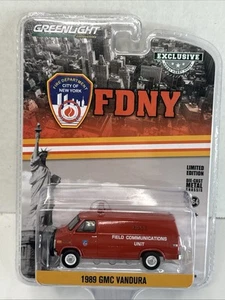 GREENLIGHT
EXCLUSIVE
FIRE DEPARTMENT
CITY OF
NEW YORK
FDNY
LIMITED
EDITION
DIE-CAST
METAL
CHASSIS
FIELD COMMUNICATIONS
UNIT
1989 GMC VANDURA